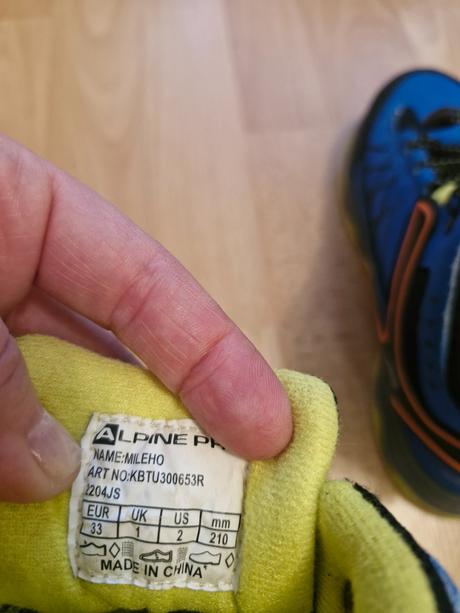 ALPINE PR
NAME:MILEHO
ART NO:KBTU300653R
2204JS
EUR UK US mm
33 1 2 210
MADE IN CHINA